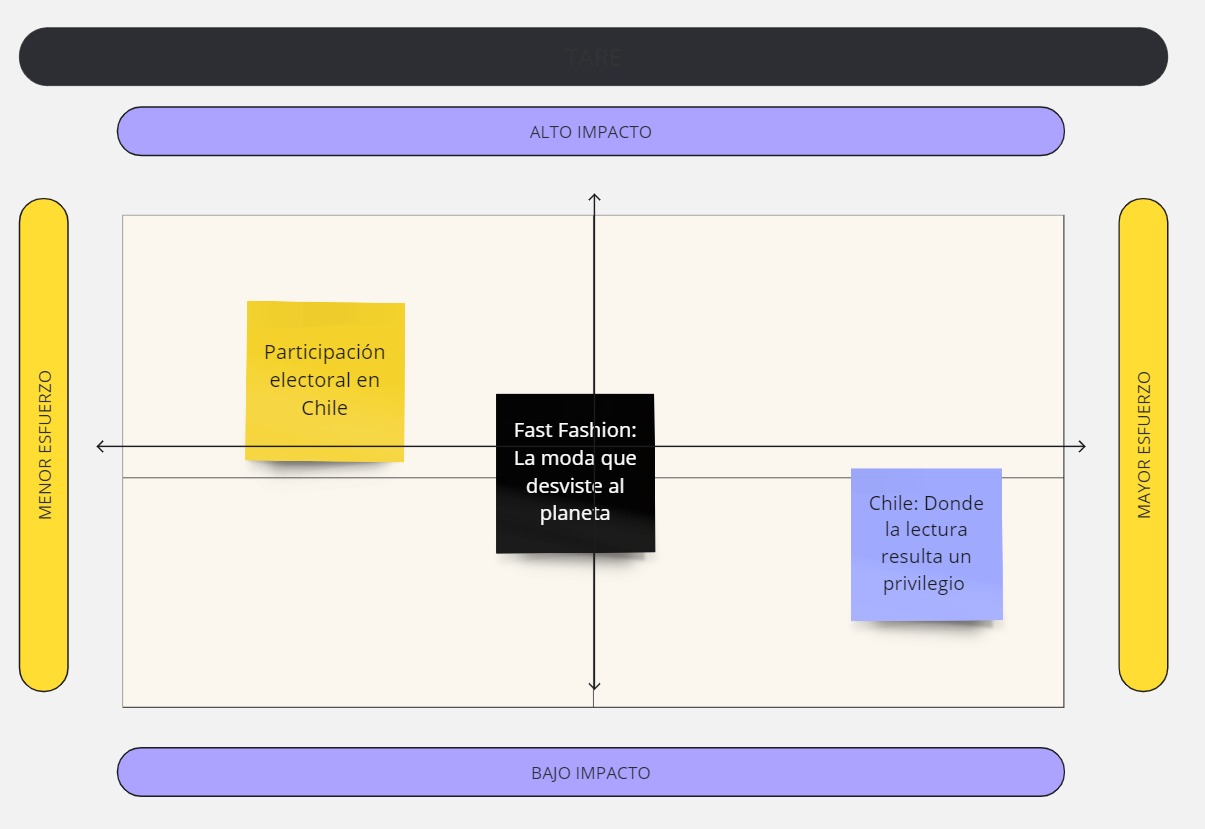 TARE
ALTO IMPACTO
MENOR ESFUERZO
Participación
electoral en
Chile
Fast Fashion:
La moda que
desviste al
planeta
Chile: Donde
la lectura
resulta un
privilegio
MAYOR ESFUERZO
BAJO IMPACTO